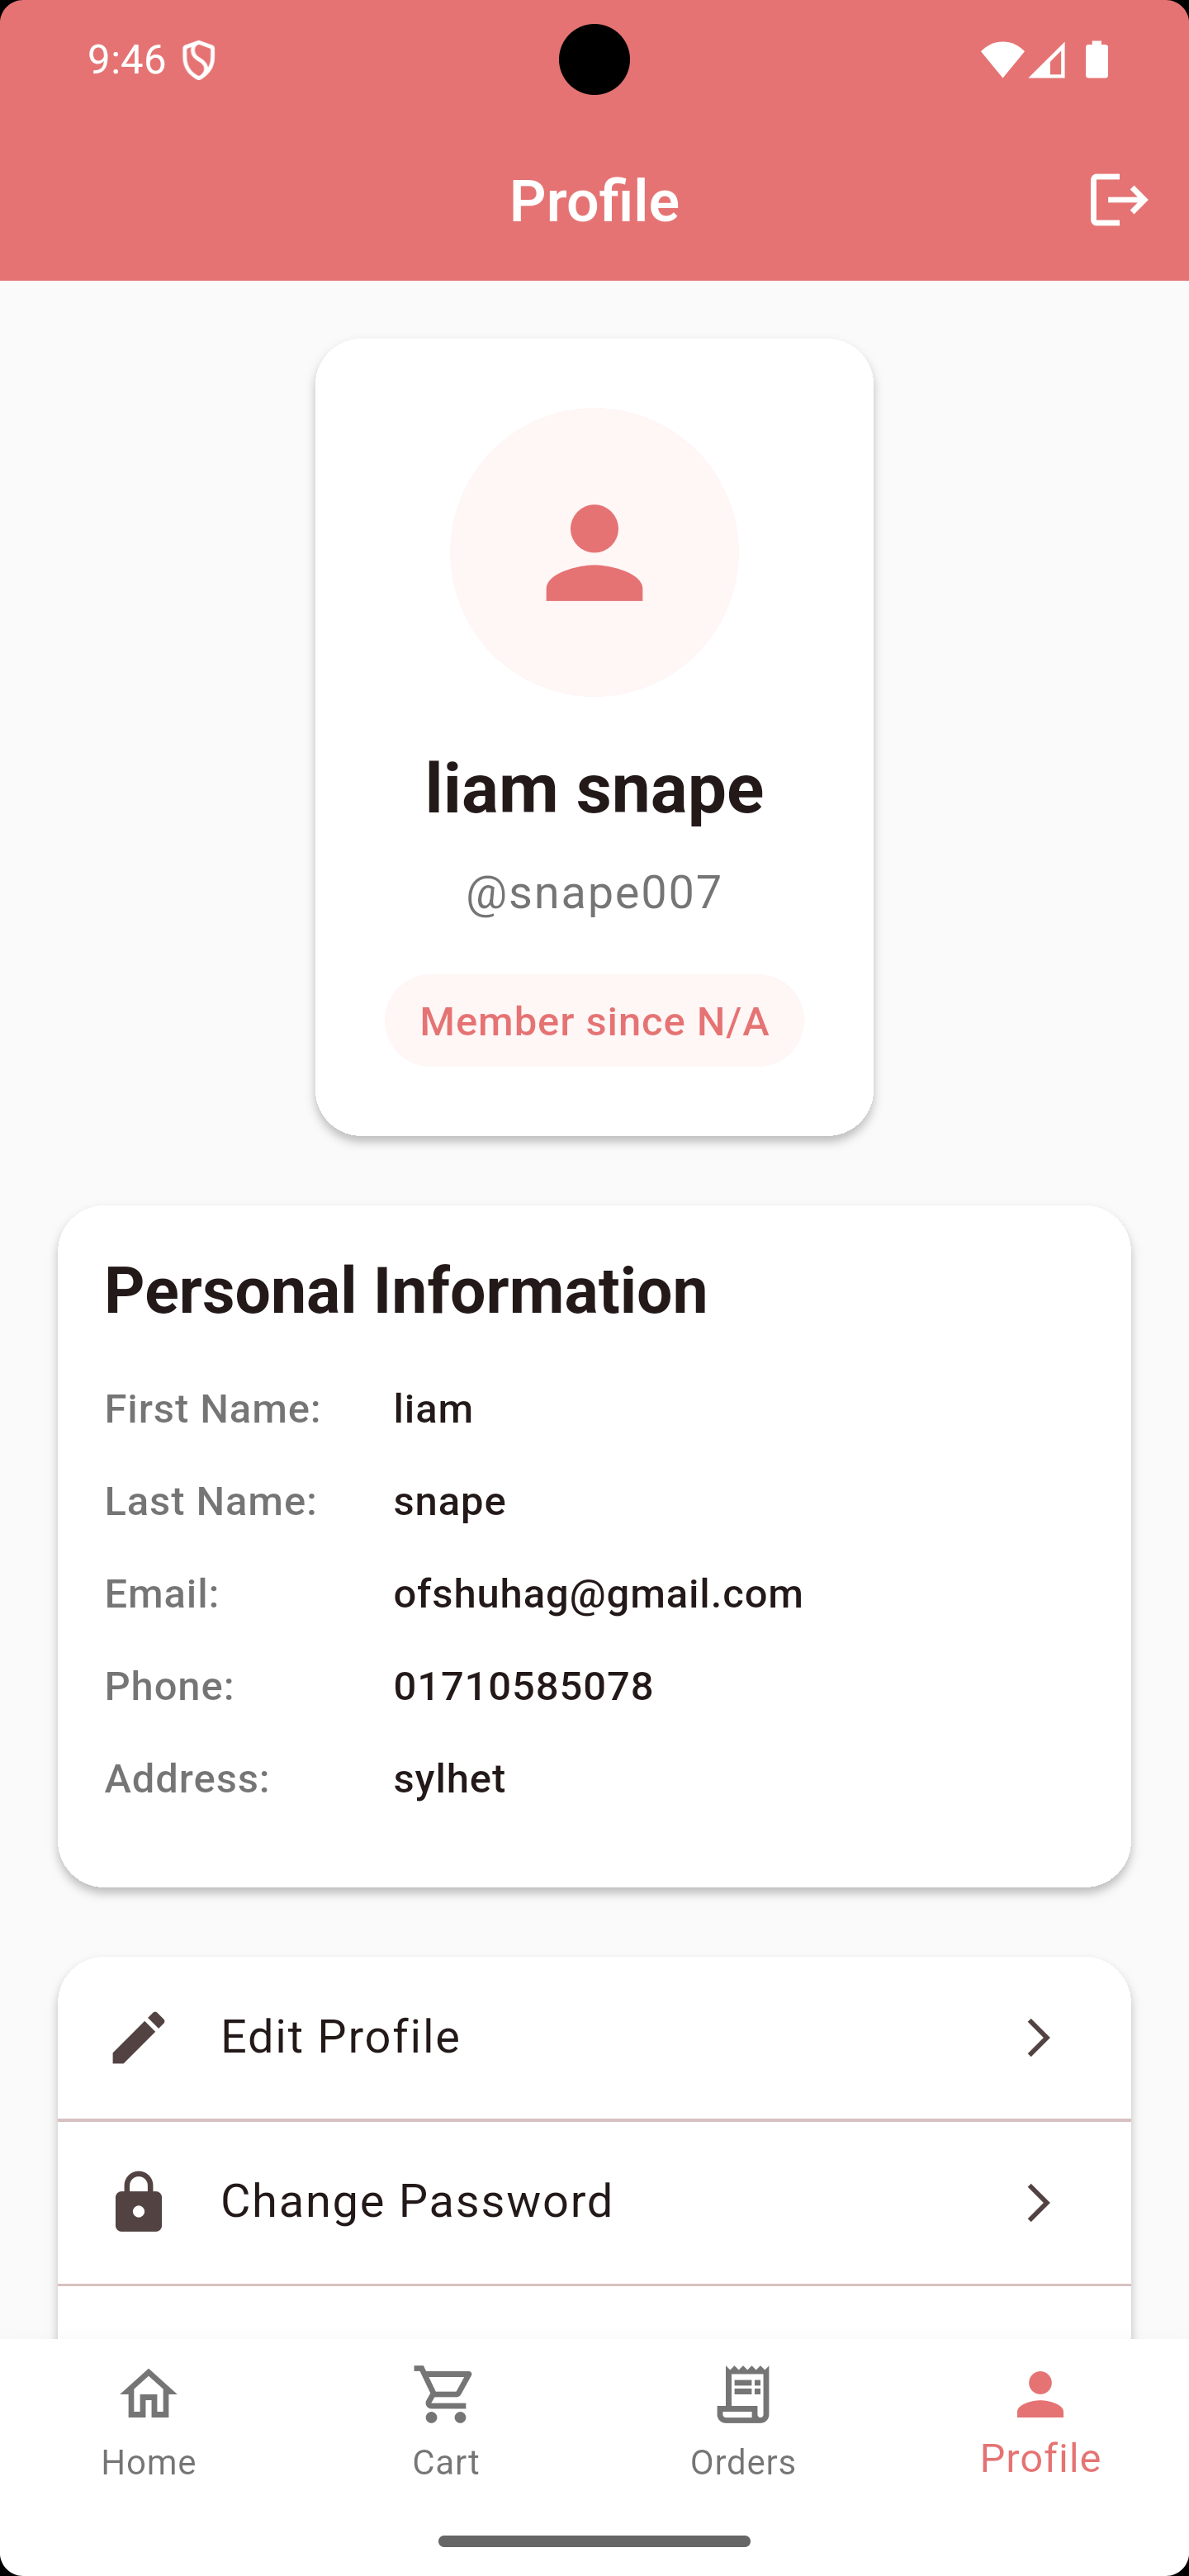 9:46
Profile
liam snape
@snape007
Member since N/A
Personal Information
First Name: liam
Last Name: snape
Email: ofshuhag@gmail.com
Phone: 01710585078
Address: sylhet
Edit Profile
Change Password
Home Cart Orders Profile